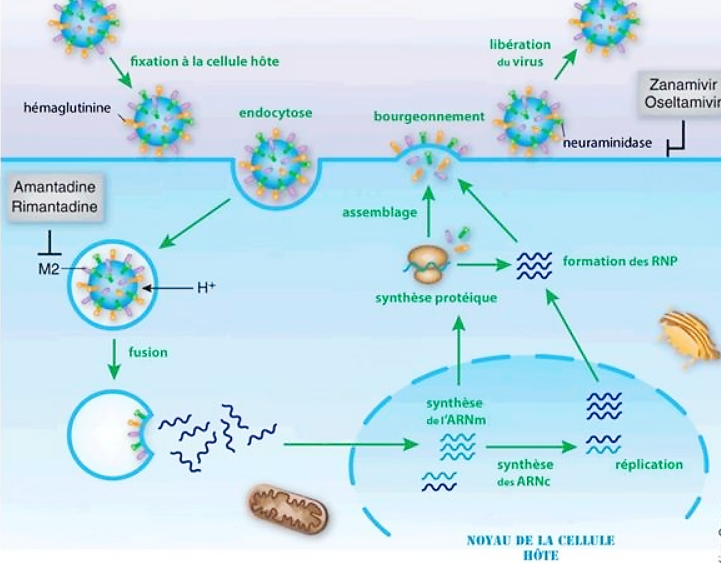 libération
du virus
fixation à la cellule hôte
Zanamivir
Oseltamivir
hémaglutinine
endocytose
bourgeonnement
neuraminidase
Amantadine
Rimantadine
assemblage
M2
H+
formation des RNP
synthèse protéique
fusion
synthèse
de l'ARNm
synthèse
des ARNc
réplication
NOYAU DE LA CELLULE
HÔTE